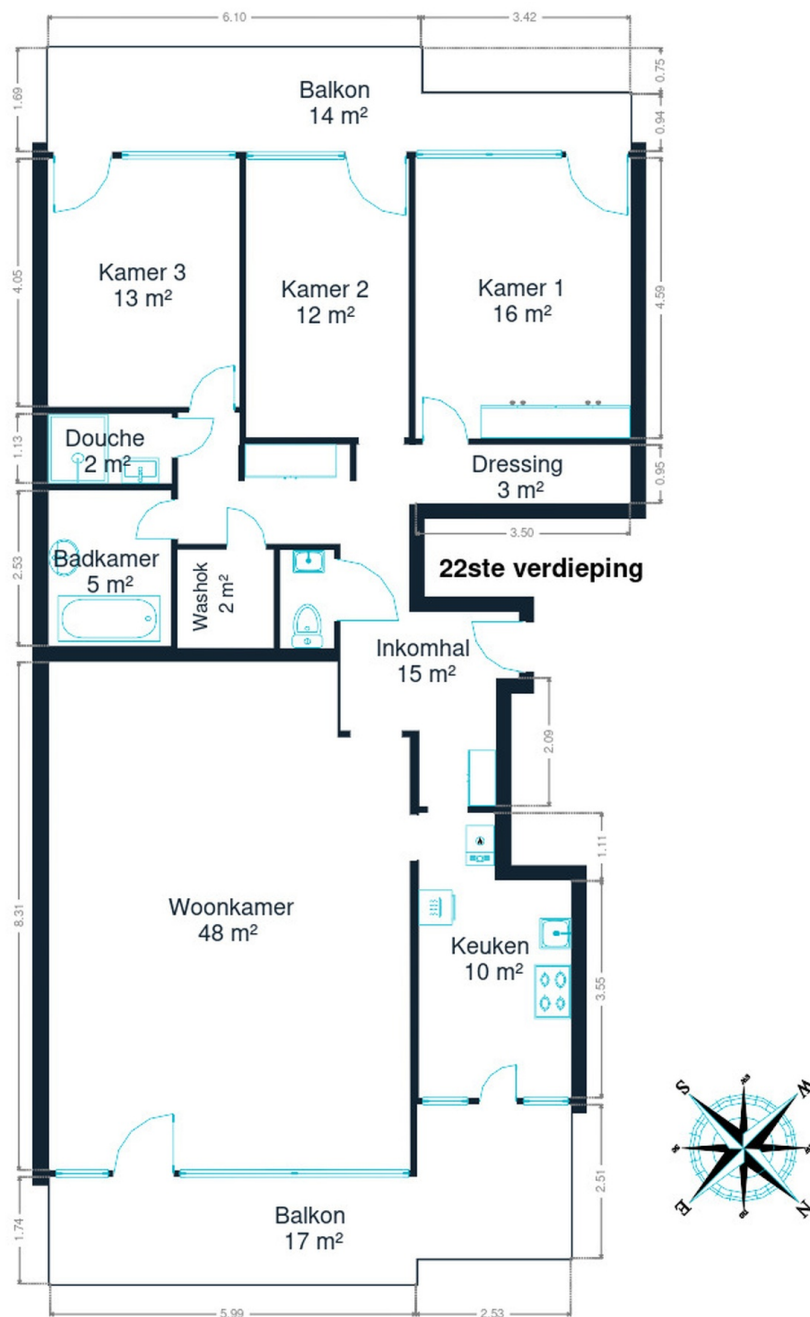 6.10
3.42
1.69
0.75
0.94
Balkon
14 m²
4.05
4.59
Kamer 3
13 m²
Kamer 2
12 m²
Kamer 1
16 m²
1.13
Douche
2 m²
Dressing
3 m²
0.95
3.50
2.53
Badkamer
5 m²
Washok
2 m²
22ste verdieping
Inkomhal
15 m²
2.09
1.11
8.31
Woonkamer
48 m²
Keuken
10 m²
3.55
S
W
E
N
2.51
1.74
Balkon
17 m²
5.99
2.53